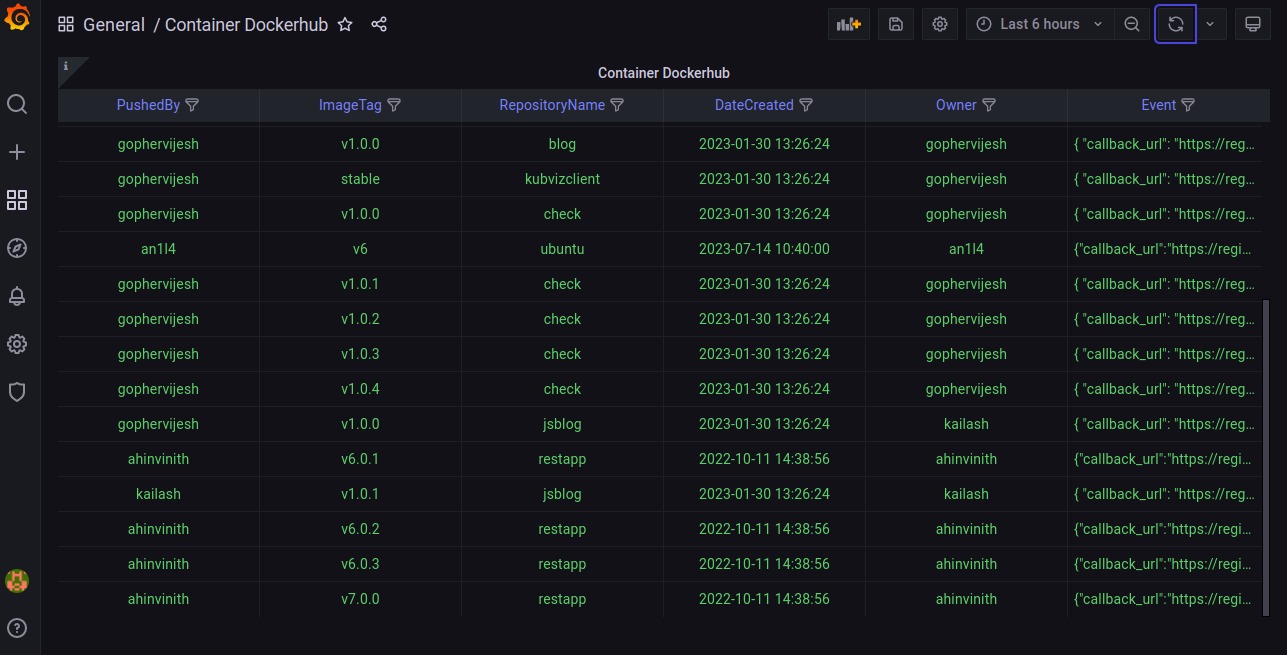 General / Container Dockerhub
Last 6 hours
i
Container Dockerhub
PushedBy ImageTag RepositoryName DateCreated Owner Event
gophervijesh v1.0.0 blog 2023-01-30 13:26:24 gophervijesh { "callback_url": "https://reg...
gophervijesh stable kubvizclient 2023-01-30 13:26:24 gophervijesh { "callback_url": "https://reg...
gophervijesh v1.0.0 check 2023-01-30 13:26:24 gophervijesh { "callback_url": "https://reg...
an1l4 v6 ubuntu 2023-07-14 10:40:00 an1l4 {"callback_url":"https://regi...
gophervijesh v1.0.1 check 2023-01-30 13:26:24 gophervijesh { "callback_url": "https://reg...
gophervijesh v1.0.2 check 2023-01-30 13:26:24 gophervijesh { "callback_url": "https://reg...
gophervijesh v1.0.3 check 2023-01-30 13:26:24 gophervijesh { "callback_url": "https://reg...
gophervijesh v1.0.4 check 2023-01-30 13:26:24 gophervijesh { "callback_url": "https://reg...
gophervijesh v1.0.0 jsblog 2023-01-30 13:26:24 kailash { "callback_url": "https://reg...
ahinvinith v6.0.1 restapp 2022-10-11 14:38:56 ahinvinith {"callback_url":"https://regi...
kailash v1.0.1 jsblog 2023-01-30 13:26:24 kailash { "callback_url": "https://reg...
ahinvinith v6.0.2 restapp 2022-10-11 14:38:56 ahinvinith {"callback_url":"https://regi...
ahinvinith v6.0.3 restapp 2022-10-11 14:38:56 ahinvinith {"callback_url":"https://regi...
ahinvinith v7.0.0 restapp 2022-10-11 14:38:56 ahinvinith {"callback_url":"https://regi...